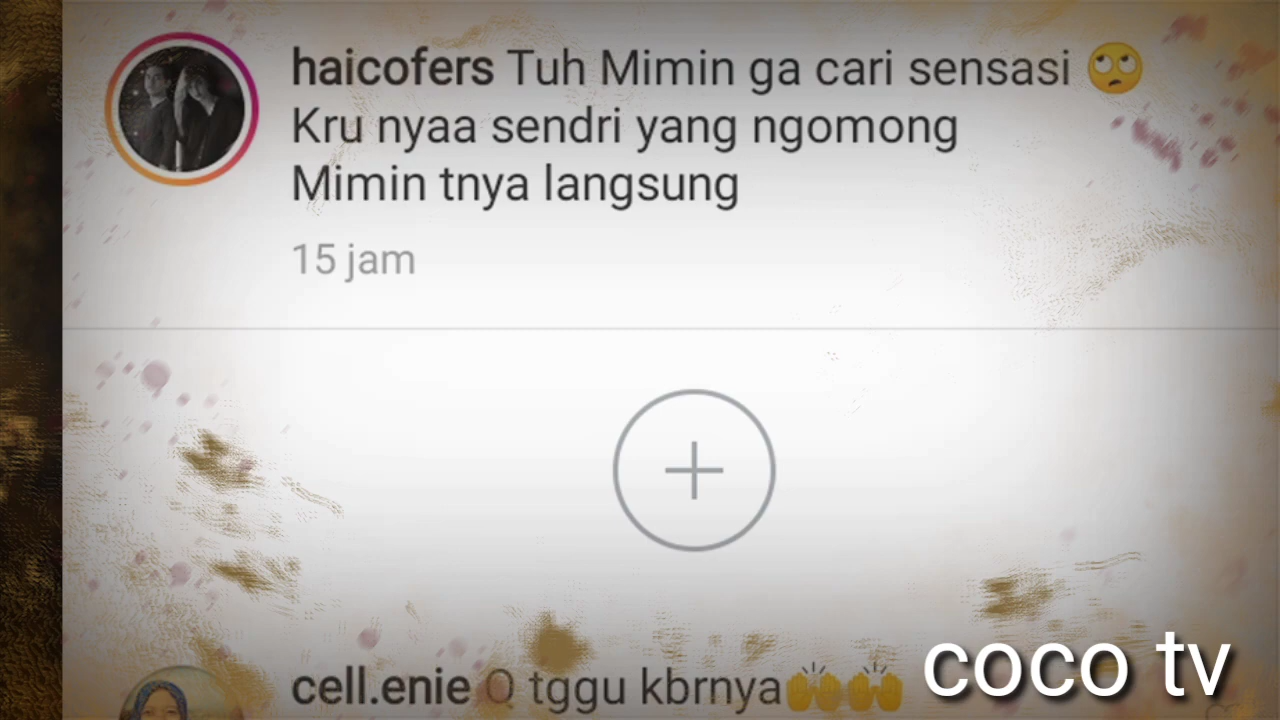 haicofers Tuh Mimin ga cari sensasi 🙄
Kru nyaa sendri yang ngomong
Mimin tnya langsung
15 jam
cell.enie Q tggu kbrnya🙌🙌
coco tv